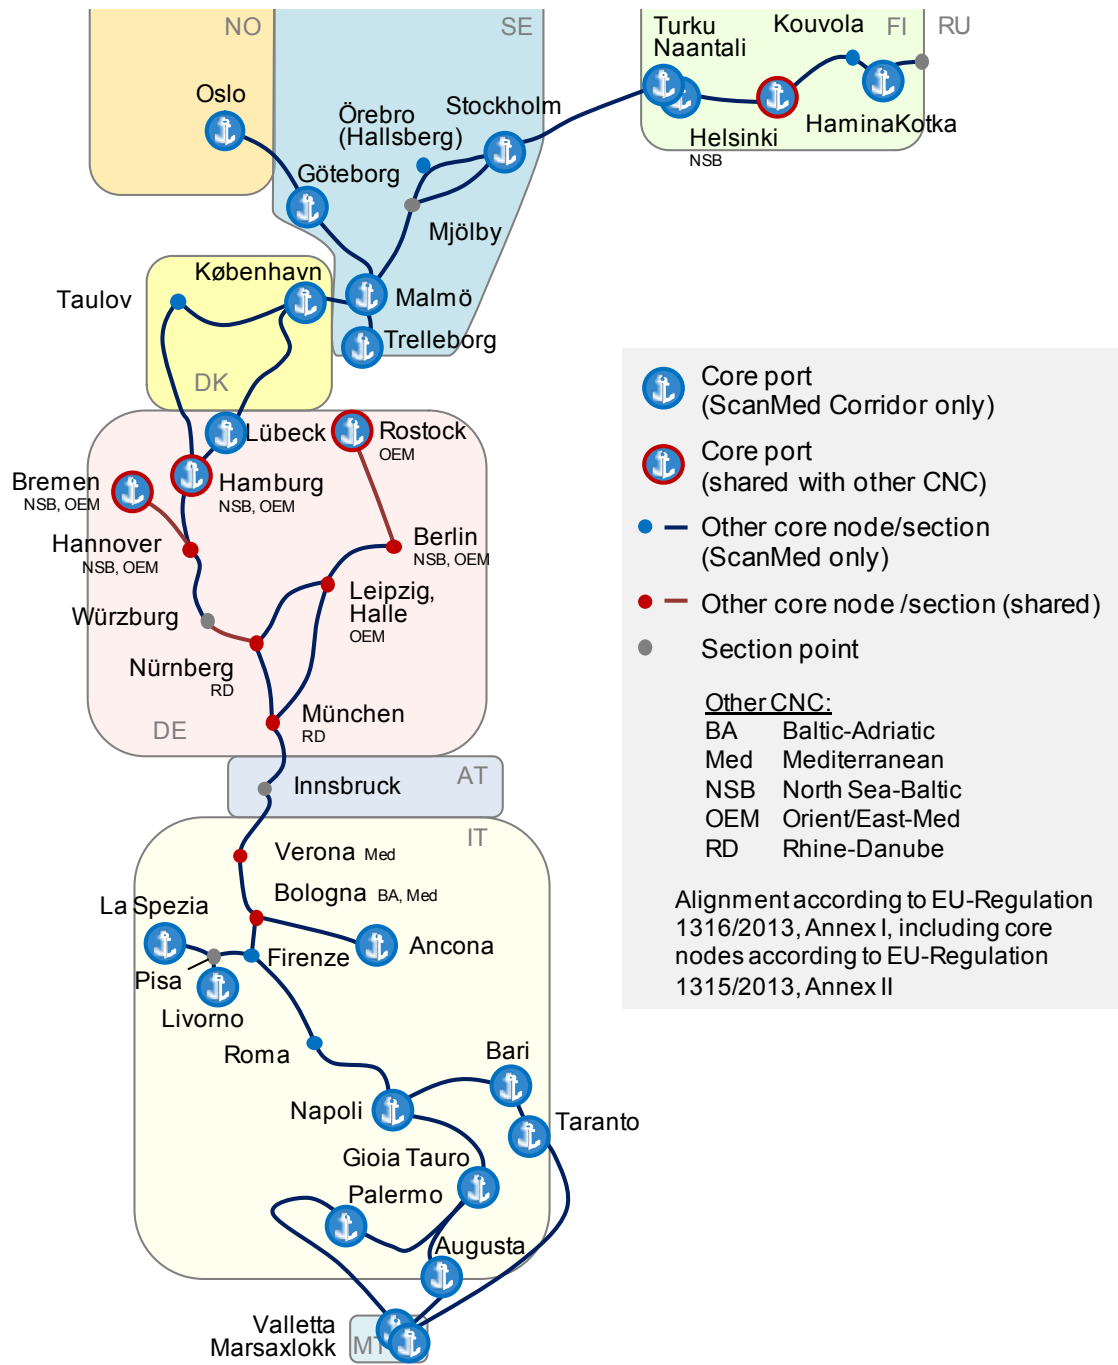 NO
SE
FI
RU
Turku
Naantali
Kouvola
Oslo
Örebro
(Hallsberg)
Stockholm
Helsinki
NSB
HaminaKotka
Göteborg
Mjölby
København
Taulov
Malmö
Trelleborg
DK
Lübeck
Rostock
OEM
Bremen
NSB, OEM
Hamburg
NSB, OEM
Hannover
NSB, OEM
Berlin
NSB, OEM
Leipzig,
Halle
OEM
Würzburg
Nürnberg
RD
München
RD
DE
Innsbruck
AT
IT
Verona Med
Bologna BA, Med
La Spezia
Ancona
Firenze
Pisa
Livorno
Roma
Bari
Napoli
Taranto
Gioia Tauro
Palermo
Augusta
Valletta
Marsaxlokk
MT
Core port
(ScanMed Corridor only)
Core port
(shared with other CNC)
Other core node/section
(ScanMed only)
Other core node /section (shared)
Section point
Other CNC:
BA Baltic-Adriatic
Med Mediterranean
NSB North Sea-Baltic
OEM Orient/East-Med
RD Rhine-Danube
Alignment according to EU-Regulation
1316/2013, Annex I, including core
nodes according to EU-Regulation
1315/2013, Annex II